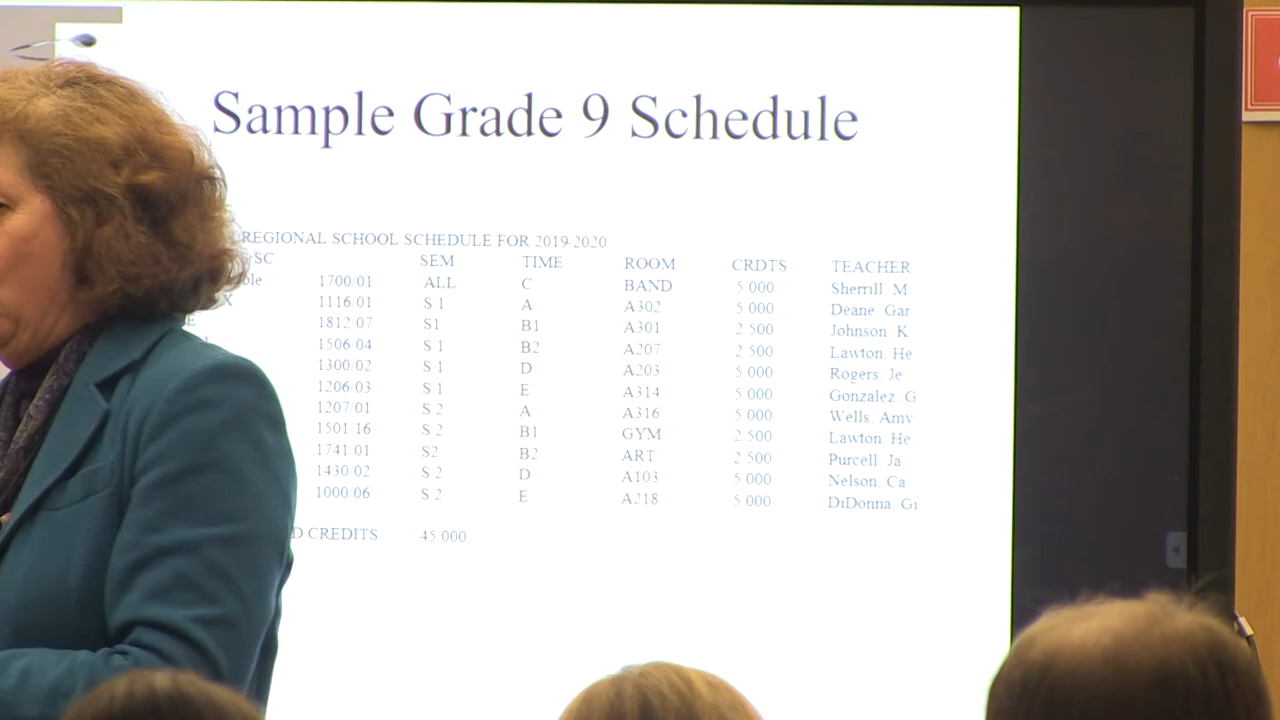 Sample Grade 9 Schedule
REGIONAL SCHOOL SCHEDULE FOR 2019-2020
/SC SEM TIME ROOM CRDTS TEACHER
1700/01 ALL C BAND 5 000 Sherrill. M
X 1116 01 S 1 A A302 5 000 Deane. Gar
E 1812/07 S1 B1 A301 2 500 Johnson. K
1506/04 S 1 B2 A207 2 500 Lawton. He
1300/02 S 1 D A203 5 000 Rogers. Je
1206/03 S 1 E A314 5 000 Gonzalez. G
1207/01 S 2 A A316 5 000 Wells. Amy
1501/16 S 2 B1 GYM 2 500 Lawton. He
1741/01 S2 B2 ART 2 500 Purcell. Ja
1430/02 S 2 D A103 5 000 Nelson. Ca
1000/06 S 2 E A218 5 000 DiDonna. Gi
D CREDITS 45 000